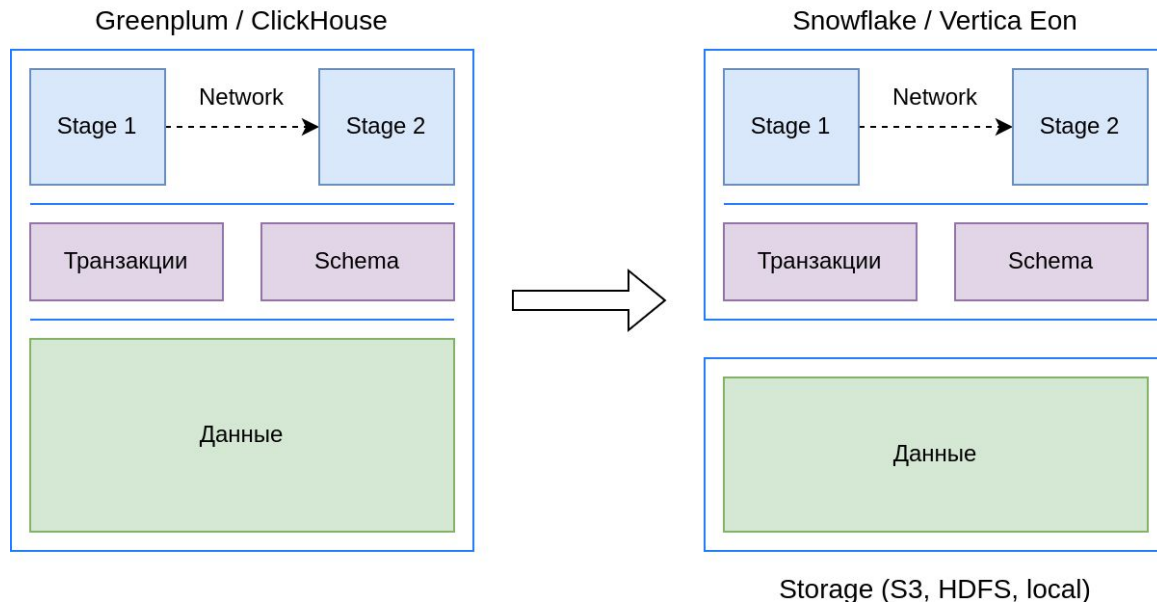 Greenplum / ClickHouse
Stage 1
Network
Stage 2
Транзакции
Schema
Данные
Snowflake / Vertica Eon
Stage 1
Network
Stage 2
Транзакции
Schema
Данные
Storage (S3, HDFS, local)